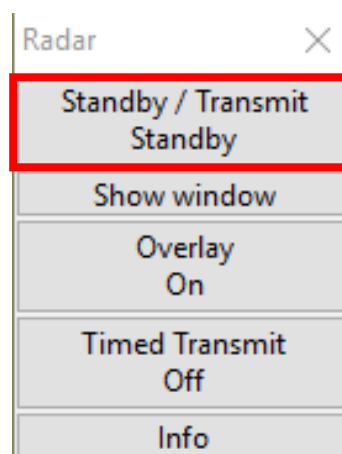 Radar
Standby / Transmit
Standby
Show window
Overlay
On
Timed Transmit
Off
Info